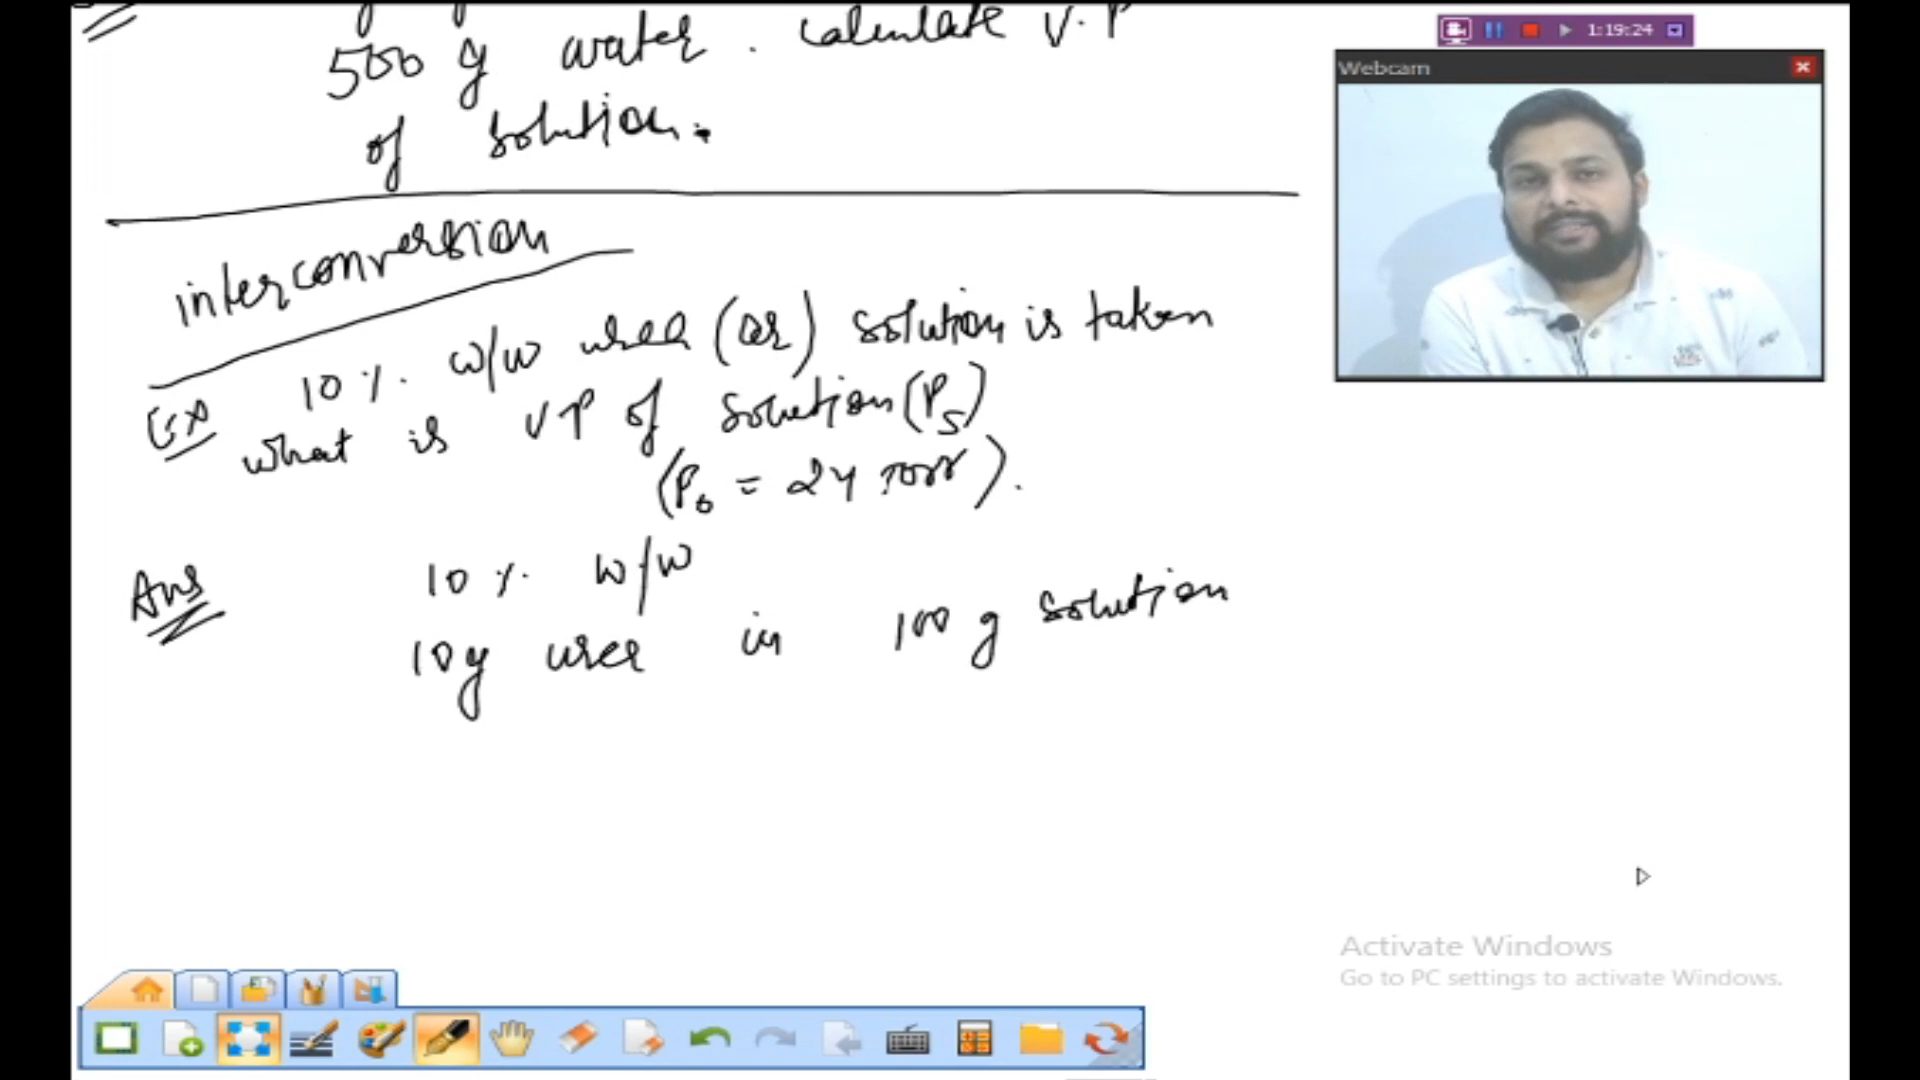 500 g water. calculate V.P
of solution.
interconversion
Ex 10 %. w/w urea (aq) solution is taken
what is VP of solution (Ps)
(P0 = 24 torr).
Ans 10 %. w/w
10g urea in 100 g solution
1:19:24
Webcam
Activate Windows
Go to PC settings to activate Windows.